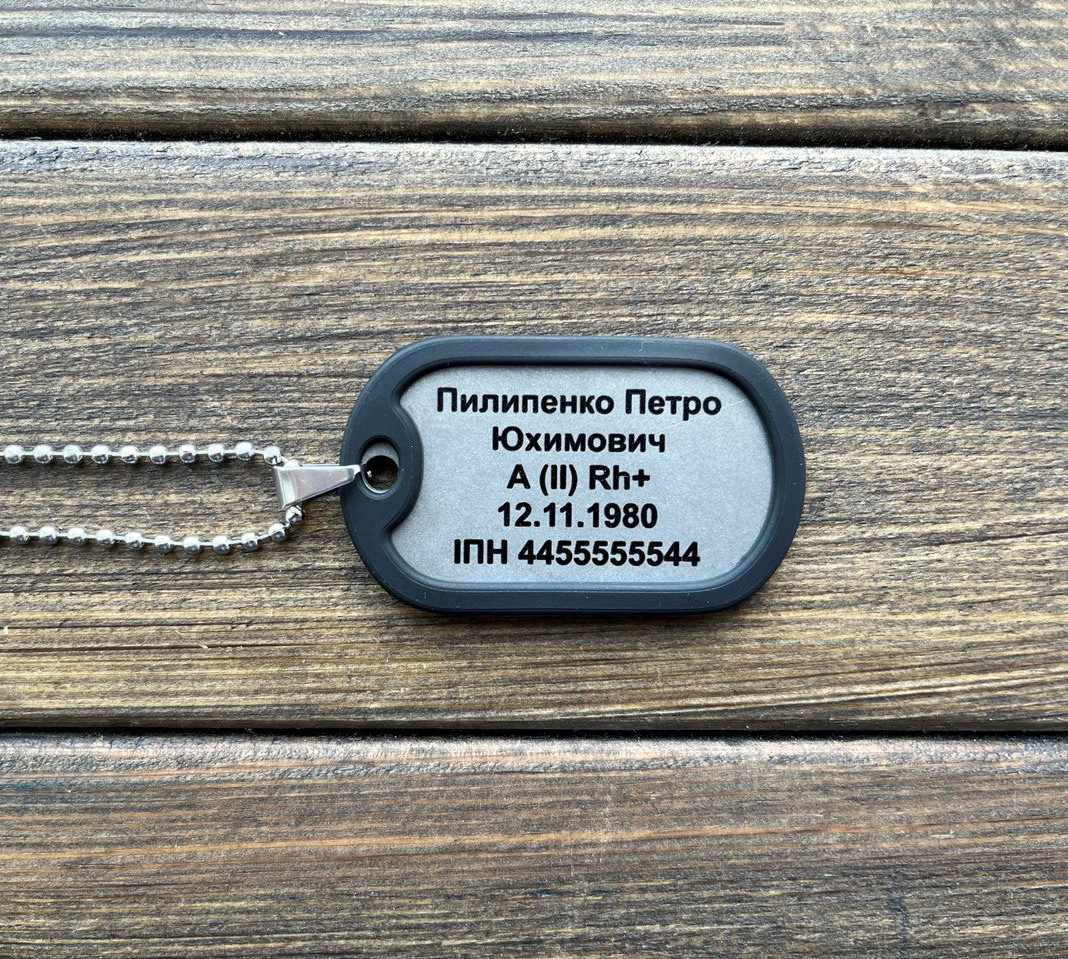 Пилипенко Петро
Юхимович
А (II) Rh+
12.11.1980
ІПН 4455555544